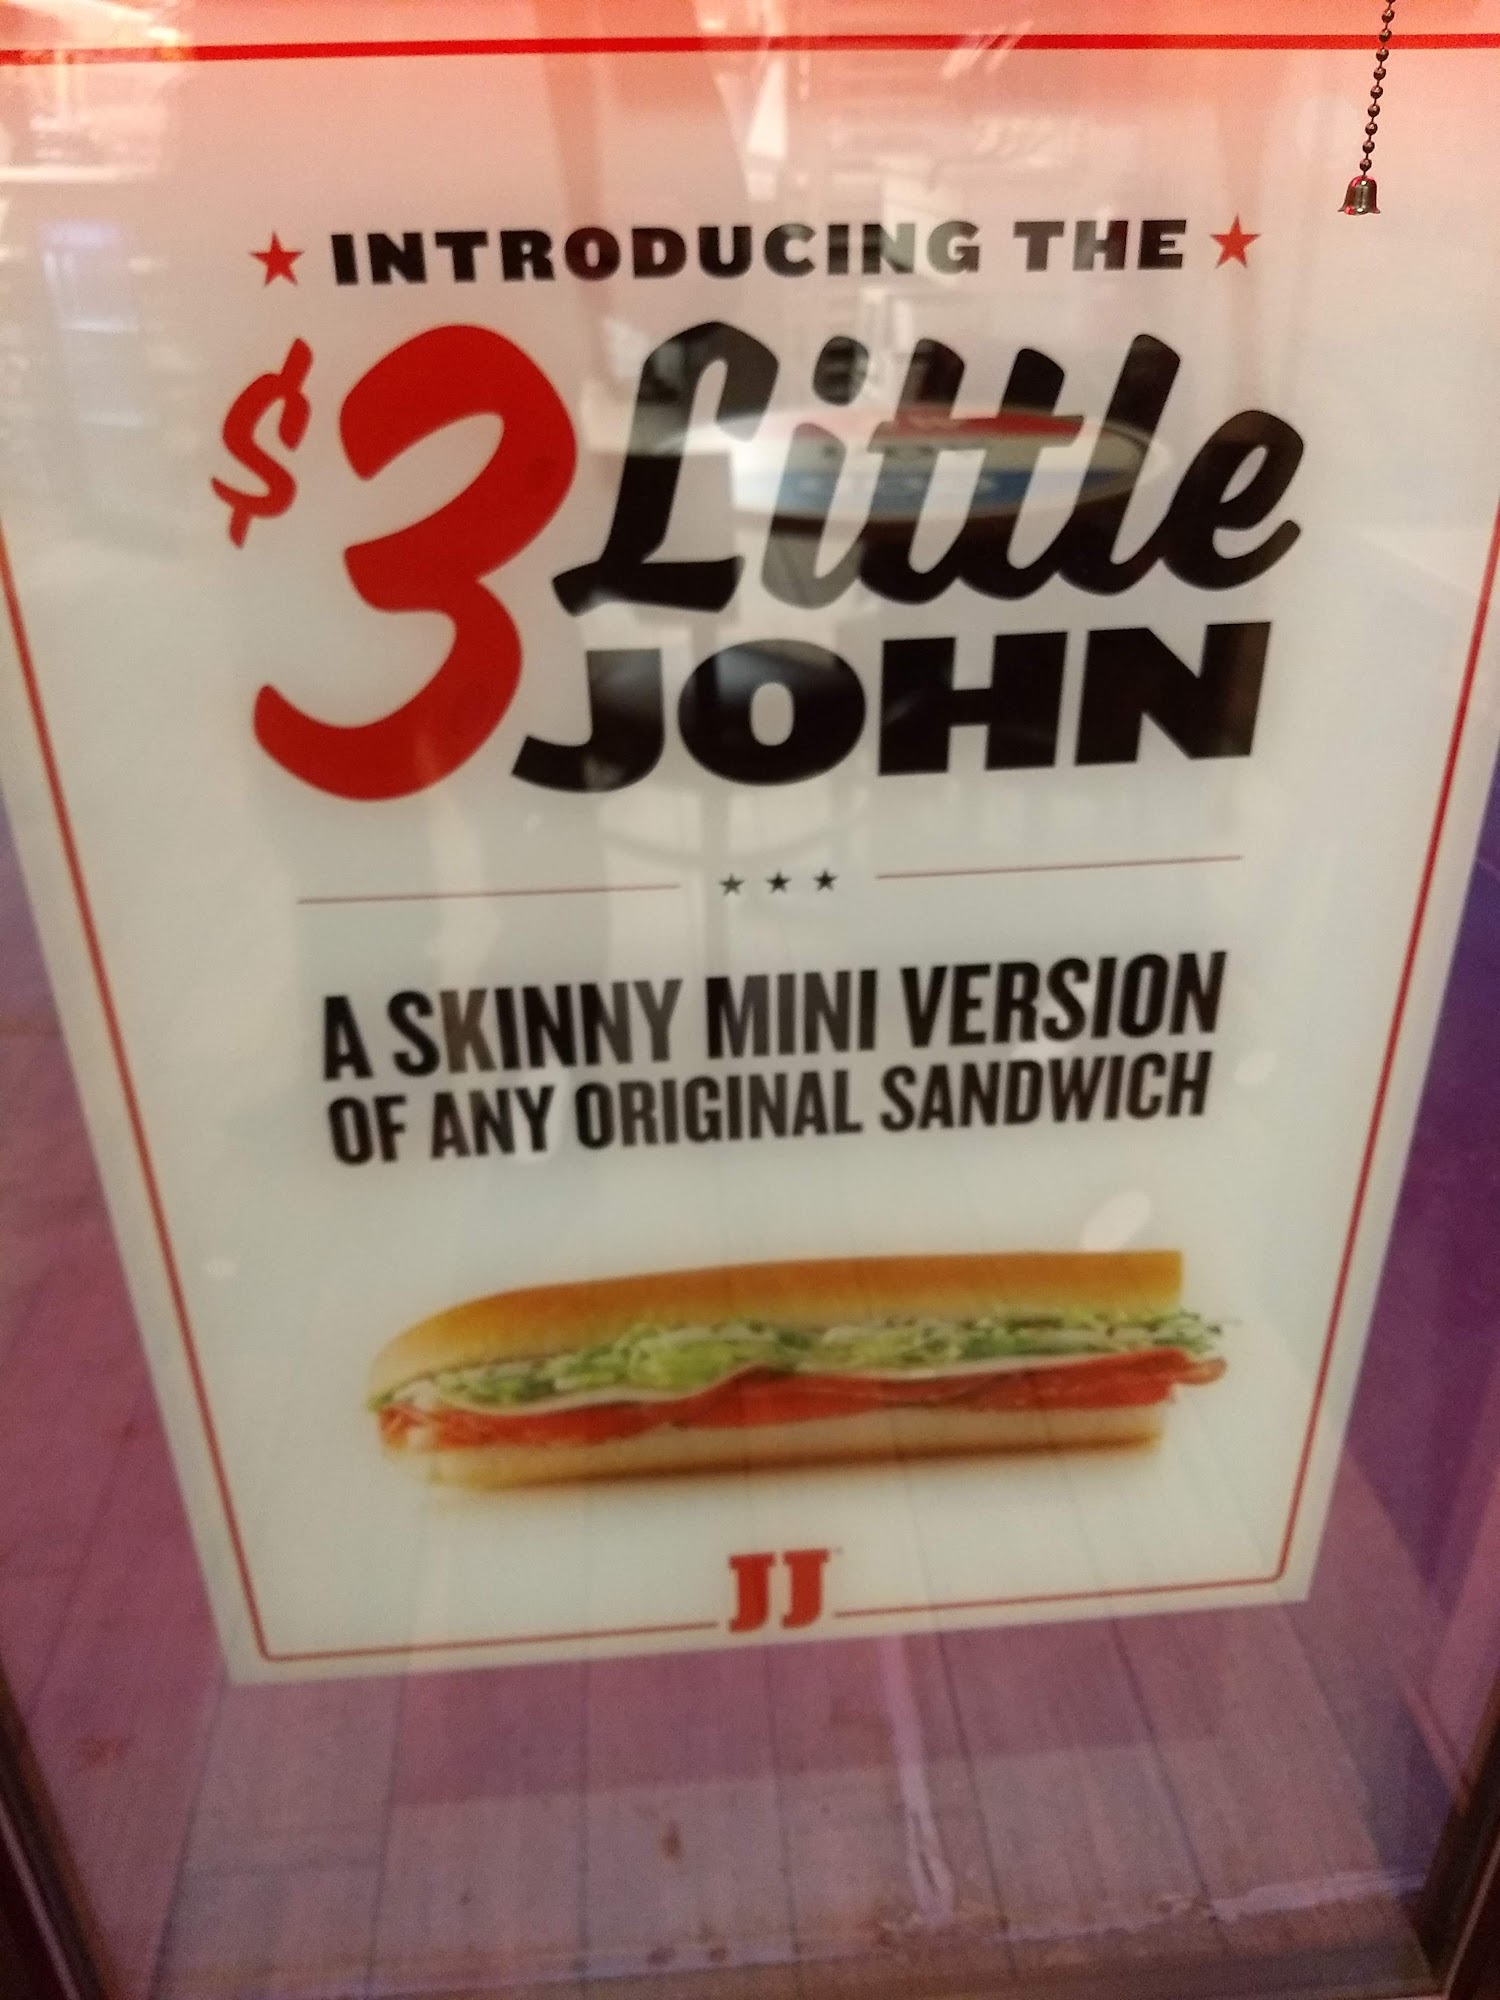 INTRODUCING THE
$3 Little
JOHN
A SKINNY MINI VERSION
OF ANY ORIGINAL SANDWICH
JJ